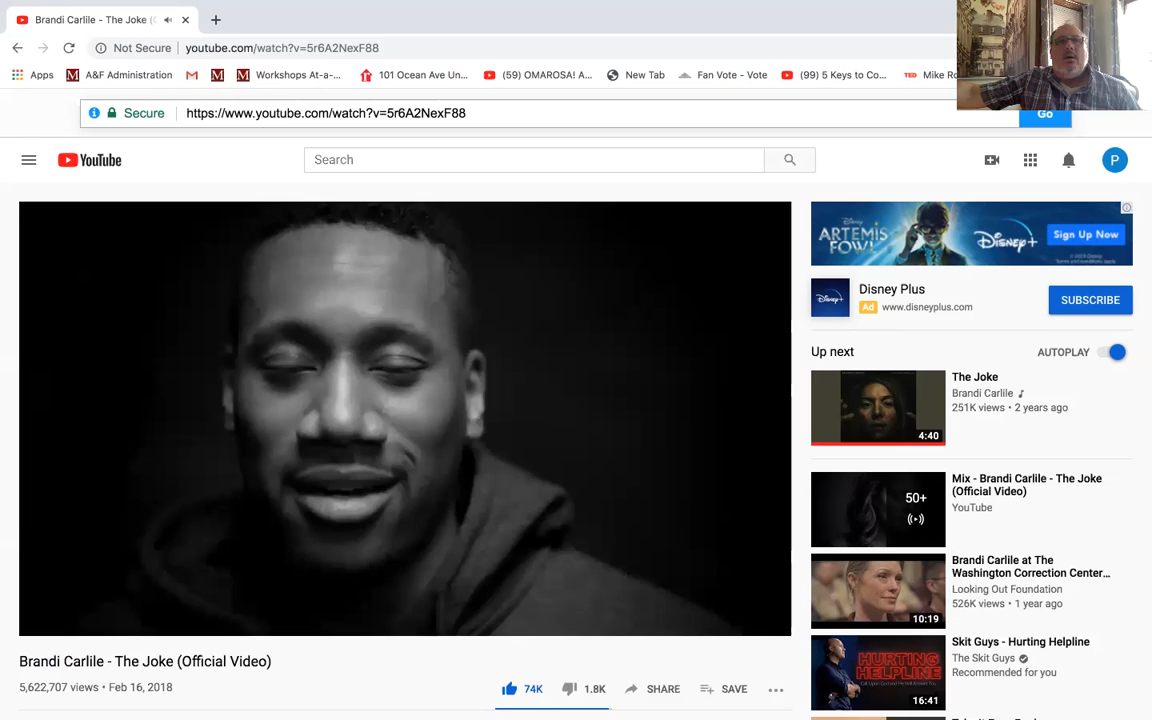 Brandi Carlile - The Joke (
Not Secure
youtube.com/watch?v=5r6A2NexF88
Apps
A&F Administration
Workshops At-a-...
101 Ocean Ave Un...
(59) OMAROSA! A...
New Tab
Fan Vote - Vote
(99) 5 Keys to Co...
TED
Mike Ro
Secure
https://www.youtube.com/watch?v=5r6A2NexF88
Go
YouTube
Search
P
Disney
ARTEMIS
FOWL
Disney+
Sign Up Now
Disney+
Disney Plus
Ad
www.disneyplus.com
SUBSCRIBE
Up next
AUTOPLAY
The Joke
Brandi Carlile
251K views • 2 years ago
4:40
Mix - Brandi Carlile - The Joke
(Official Video)
YouTube
50+
Brandi Carlile at The
Washington Correction Center...
Looking Out Foundation
526K views • 1 year ago
10:19
Skit Guys - Hurting Helpline
The Skit Guys
Recommended for you
HURTING
HELPLINE
16:41
Brandi Carlile - The Joke (Official Video)
5,622,707 views • Feb 16, 2018
74K
1.8K
SHARE
SAVE